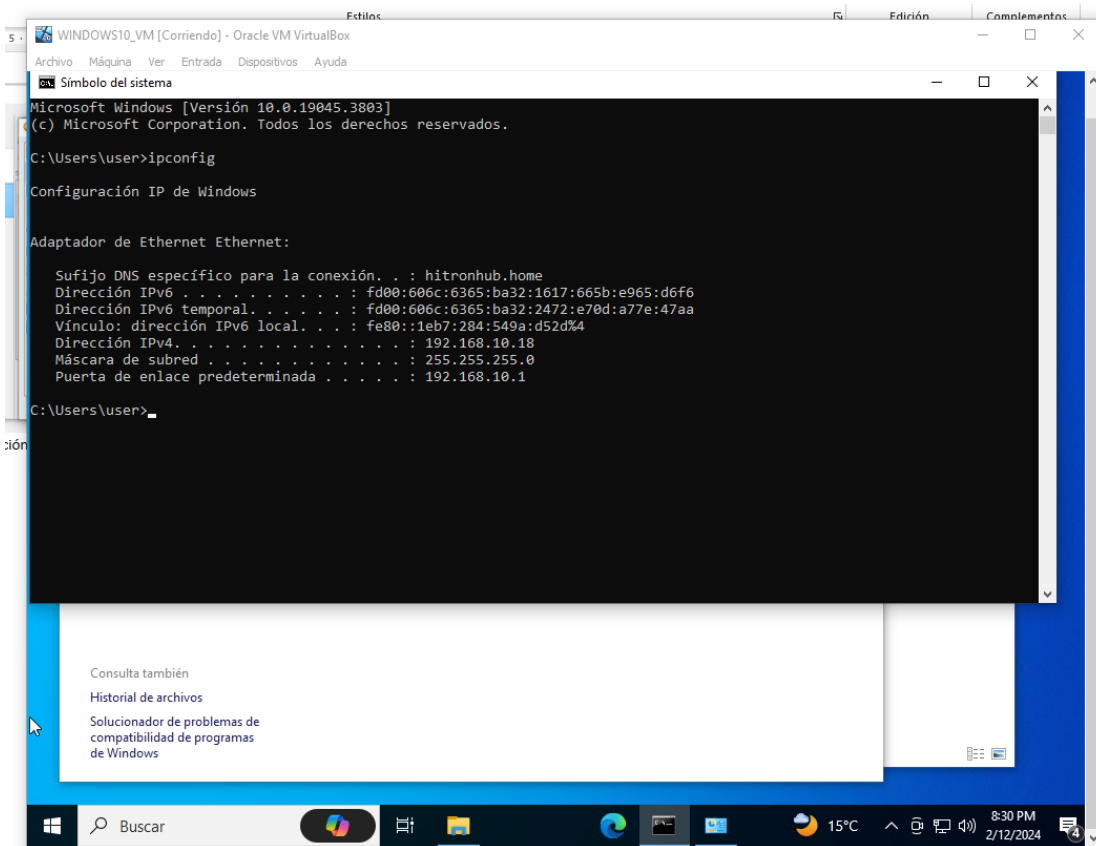 Estilos
Edición
Complementos
5 ·
WINDOWS10_VM [Corriendo] - Oracle VM VirtualBox
Archivo Máquina Ver Entrada Dispositivos Ayuda
Símbolo del sistema
Microsoft Windows [Versión 10.0.19045.3803]
(c) Microsoft Corporation. Todos los derechos reservados.
C:\Users\user>ipconfig
Configuración IP de Windows
Adaptador de Ethernet Ethernet:
Sufijo DNS específico para la conexión. . : hitronhub.home
Dirección IPv6 . . . . . . . . . . : fd00:606c:6365:ba32:1617:665b:e965:d6f6
Dirección IPv6 temporal. . . . . . : fd00:606c:6365:ba32:2472:e70d:a77e:47aa
Vínculo: dirección IPv6 local. . . : fe80::1eb7:284:549a:d52d%4
Dirección IPv4. . . . . . . . . . . . . . : 192.168.10.18
Máscara de subred . . . . . . . . . . . . : 255.255.255.0
Puerta de enlace predeterminada . . . . . : 192.168.10.1
C:\Users\user>
ción
Consulta también
Historial de archivos
Solucionador de problemas de
compatibilidad de programas
de Windows
Buscar
15°C
8:30 PM
2/12/2024
4